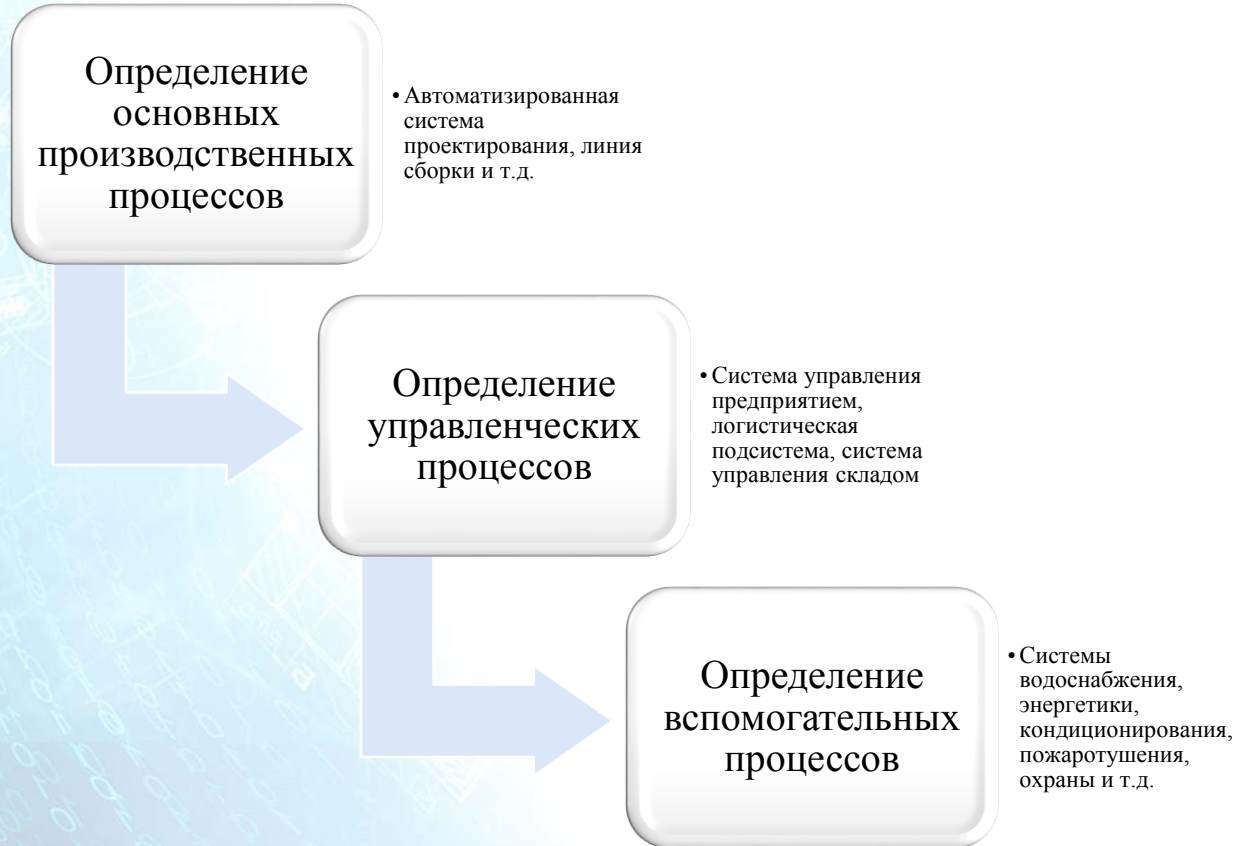 Определение
основных
производственных
процессов
• Автоматизированная
система
проектирования, линия
сборки и т.д.
Определение
управленческих
процессов
• Система управления
предприятием,
логистическая
подсистема, система
управления складом
Определение
вспомогательных
процессов
• Системы
водоснабжения,
энергетики,
кондиционирования,
пожаротушения,
охраны и т.д.